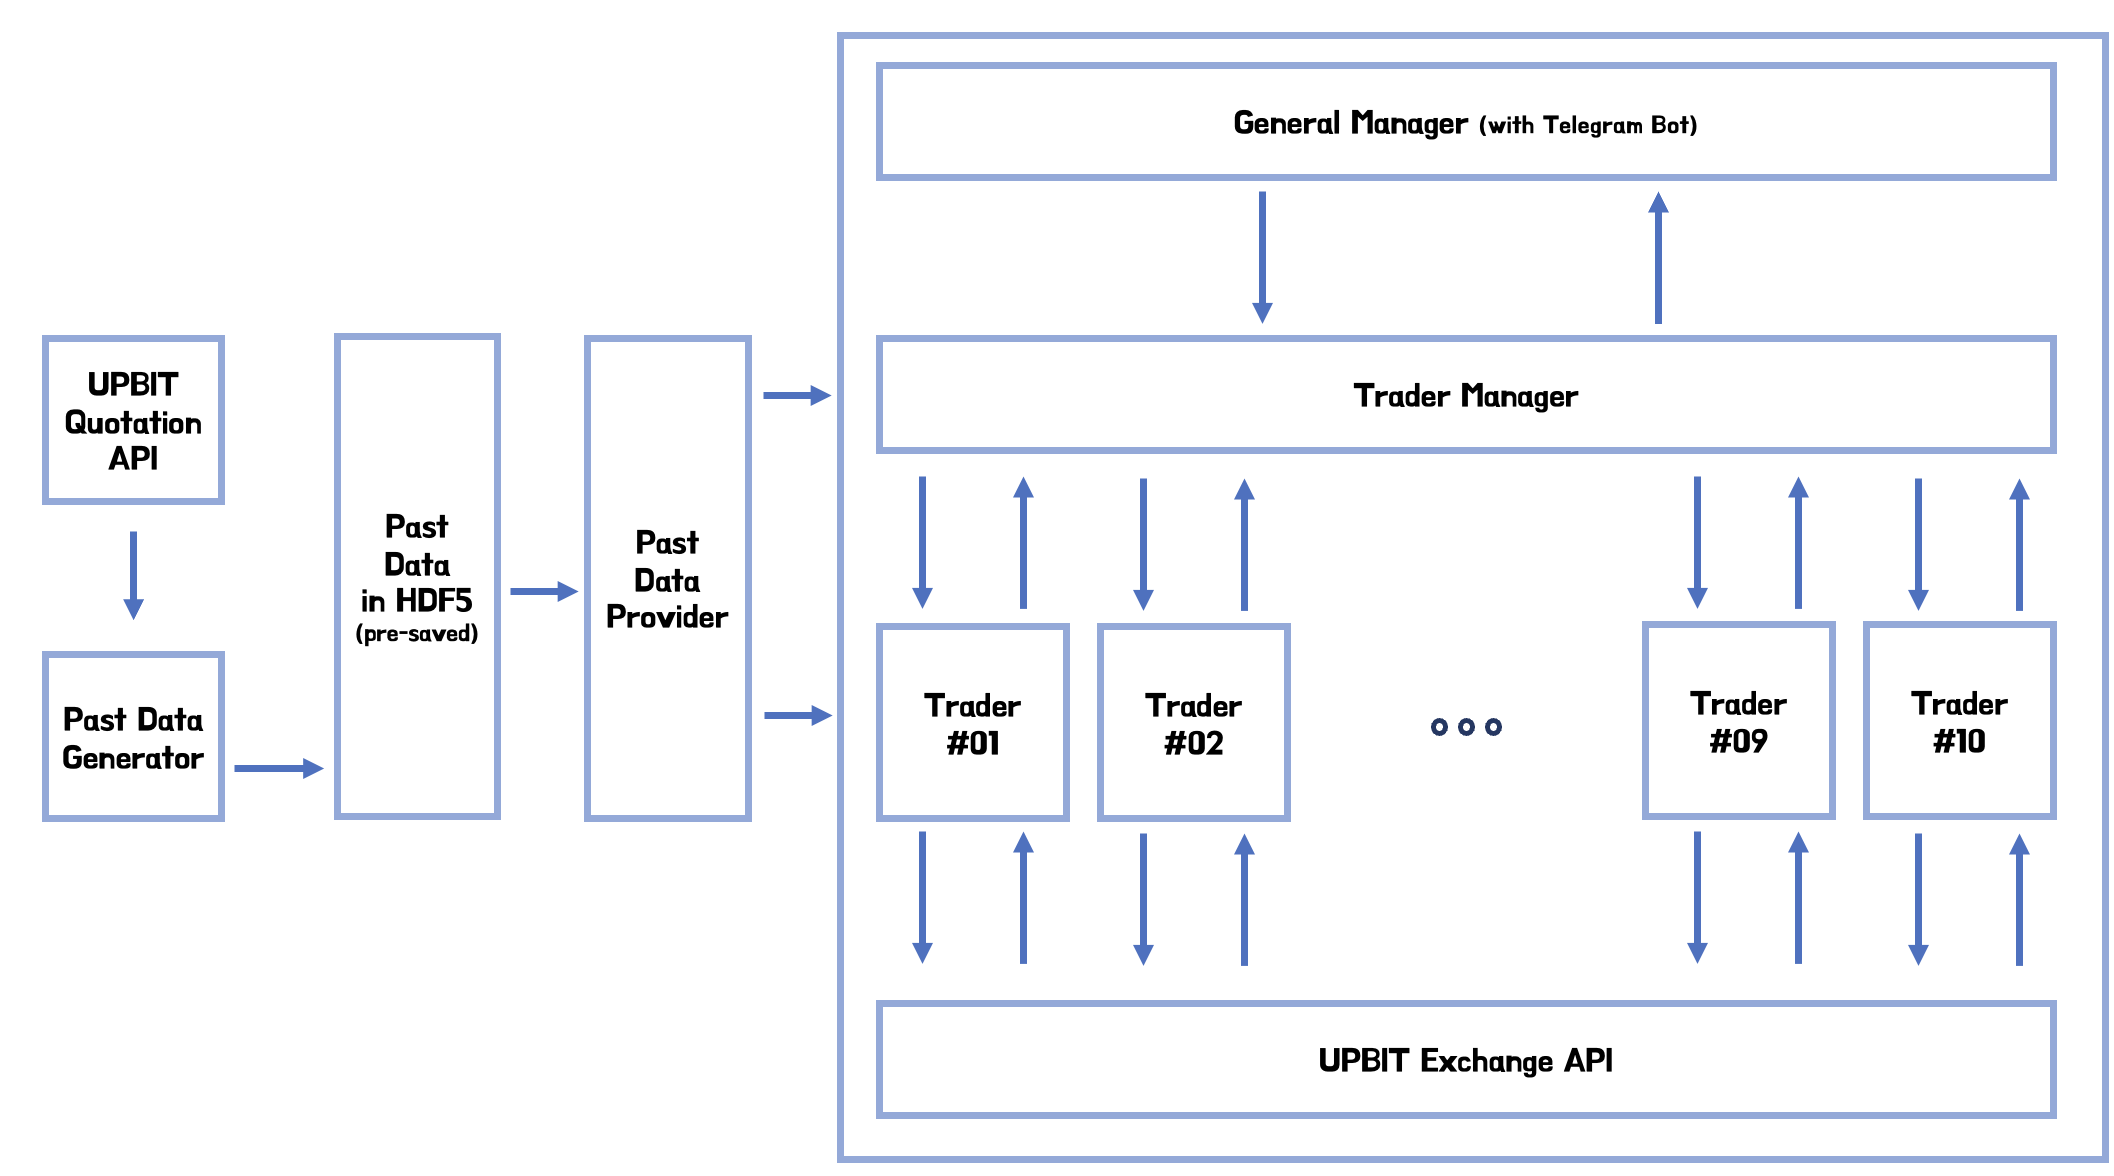 General Manager (with Telegram Bot)
UPBIT
Quotation
API
Past Data
Generator
Past
Data
in HDF5
(pre-saved)
Past
Data
Provider
Trader Manager
Trader
#01
Trader
#02
Trader
#09
Trader
#10
UPBIT Exchange API